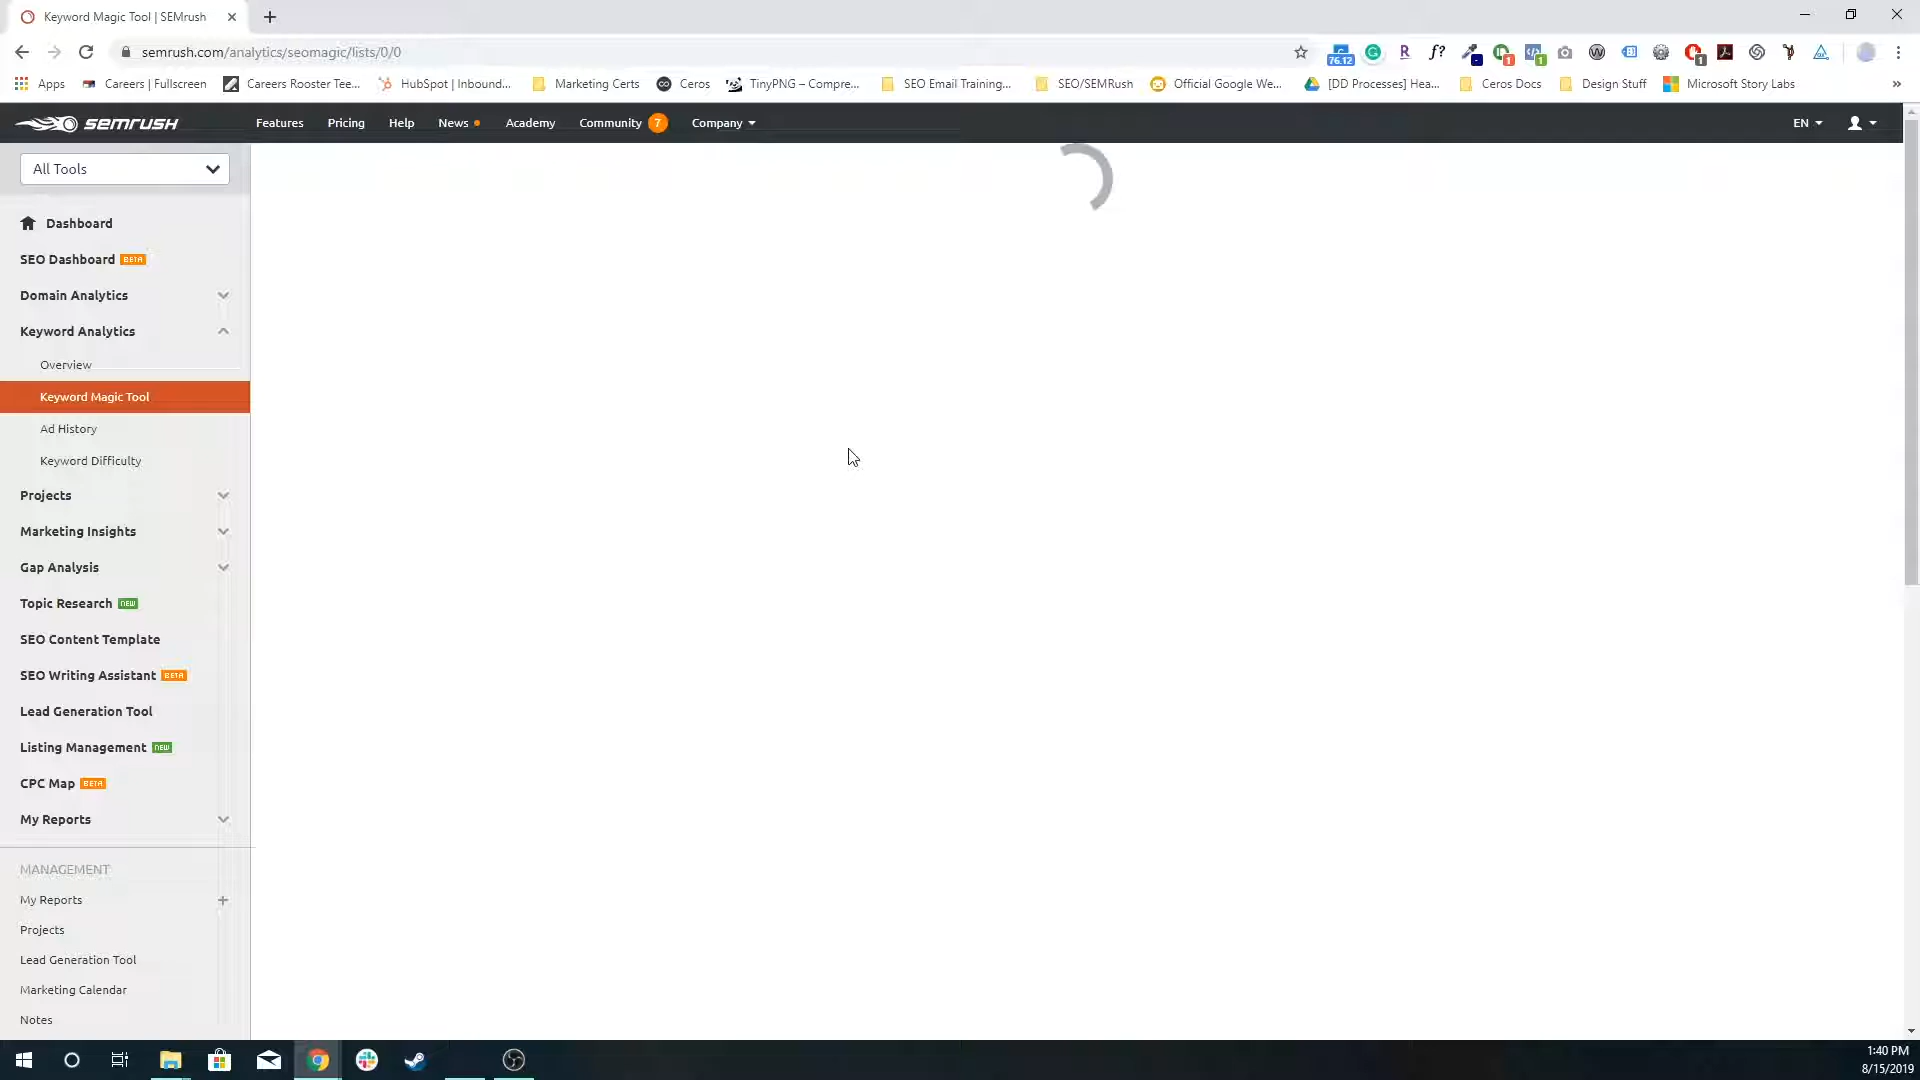 Keyword Magic Tool | SEMrush
semrush.com/analytics/seomagic/lists/0/0
76.12
1
1
1
Apps
Careers | Fullscreen
Careers Rooster Tee...
HubSpot | Inbound...
Marketing Certs
Ceros
TinyPNG – Compre...
SEO Email Training...
SEO/SEMRush
Official Google We...
[DD Processes] Hea...
Ceros Docs
Design Stuff
Microsoft Story Labs
»
SEMRUSH
Features
Pricing
Help
News
Academy
Community 7
Company
EN
All Tools
Dashboard
SEO Dashboard BETA
Domain Analytics
Keyword Analytics
Overview
Keyword Magic Tool
Ad History
Keyword Difficulty
Projects
Marketing Insights
Gap Analysis
Topic Research NEW
SEO Content Template
SEO Writing Assistant BETA
Lead Generation Tool
Listing Management NEW
CPC Map BETA
My Reports
MANAGEMENT
My Reports +
Projects
Lead Generation Tool
Marketing Calendar
Notes
1:40 PM
8/15/2019